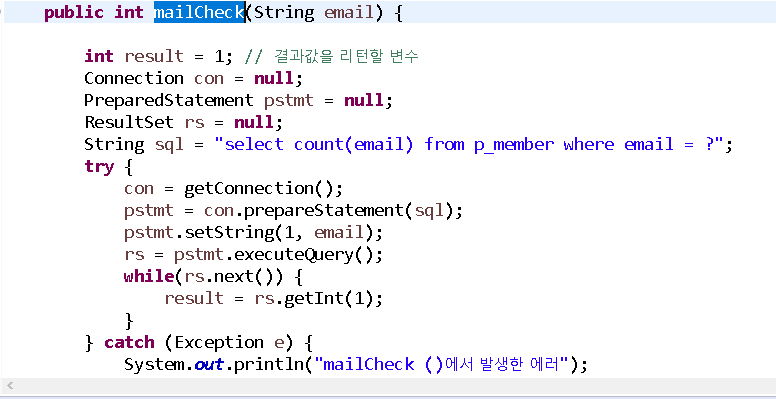 public int mailCheck(String email) {
int result = 1; // 결과값을 리턴할 변수
Connection con = null;
PreparedStatement pstmt = null;
ResultSet rs = null;
String sql = "select count(email) from p_member where email = ?";
try {
con = getConnection();
pstmt = con.prepareStatement(sql);
pstmt.setString(1, email);
rs = pstmt.executeQuery();
while(rs.next()) {
result = rs.getInt(1);
}
} catch (Exception e) {
System.out.println("mailCheck ()에서 발생한 에러");